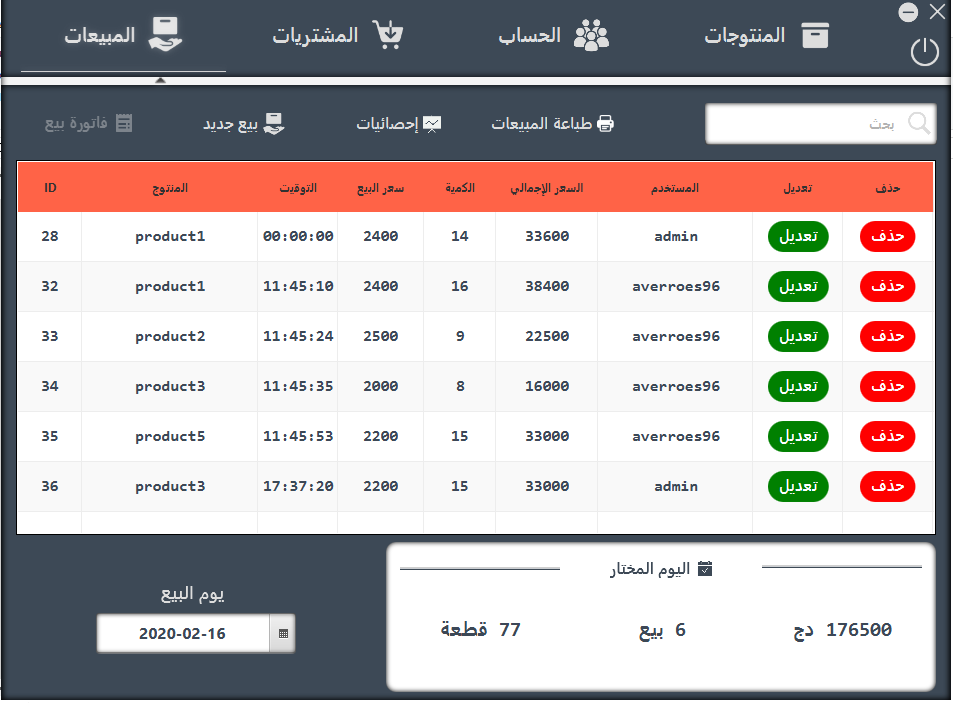 المنتوجات
الحساب
المشتريات
المبيعات
بحث
طباعة المبيعات
إحصائيات
بيع جديد
فاتورة بيع
ID المنتوج التوقيت سعر البيع الكمية السعر الإجمالي المستخدم تعديل حذف
28 product1 00:00:00 2400 14 33600 admin تعديل حذف
32 product1 11:45:10 2400 16 38400 averroes96 تعديل حذف
33 product2 11:45:24 2500 9 22500 averroes96 تعديل حذف
34 product3 11:45:35 2000 8 16000 averroes96 تعديل حذف
35 product5 11:45:53 2200 15 33000 averroes96 تعديل حذف
36 product3 17:37:20 2200 15 33000 admin تعديل حذف
اليوم المختار
176500 دج
6 بيع
77 قطعة
يوم البيع
2020-02-16